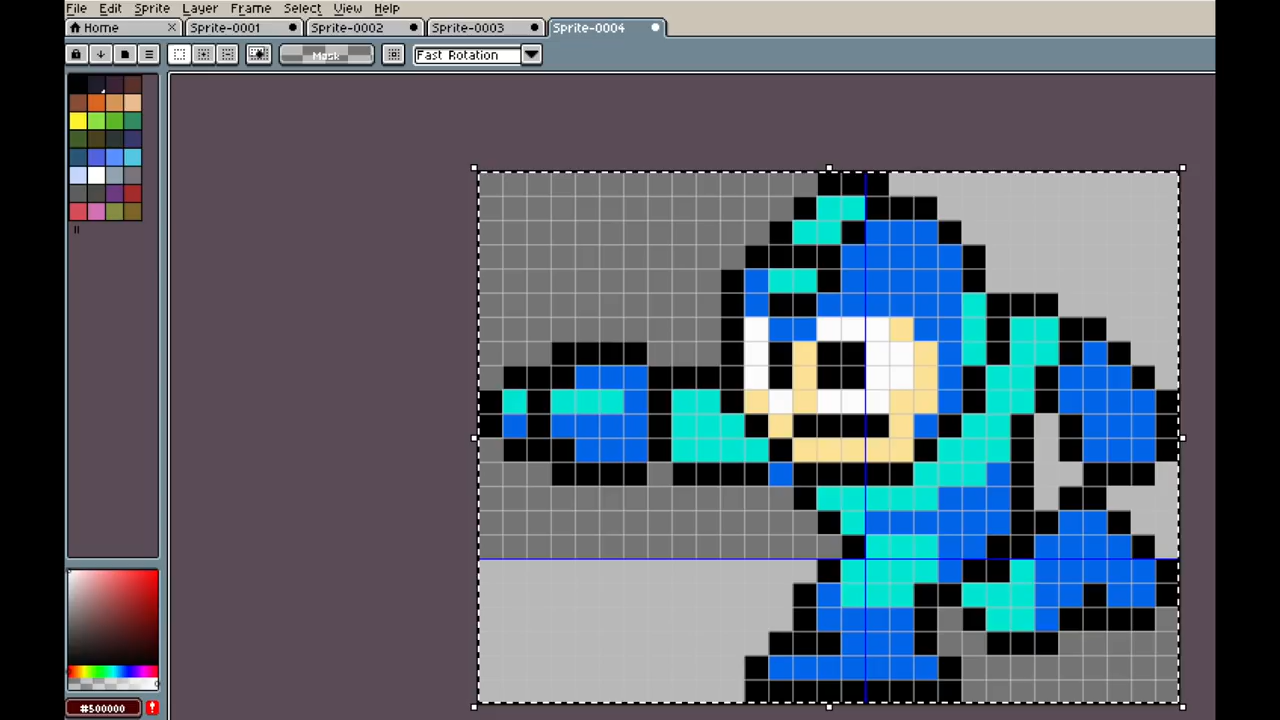 File Edit Sprite Layer Frame Select View Help
Home Sprite-0001 Sprite-0002 Sprite-0003 Sprite-0004
Mask Fast Rotation
#500000